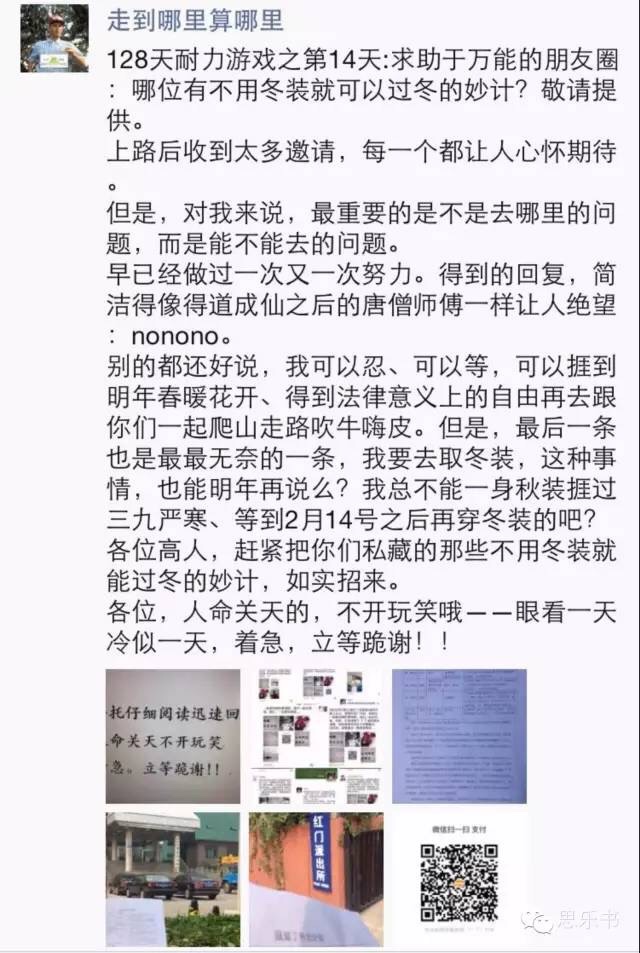 走到哪里算哪里
128天耐力游戏之第14天:求助于万能的朋友圈
：哪位有不用冬装就可以过冬的妙计？敬请提
供。
上路后收到太多邀请，每一个都让人心怀期待
。
但是，对我来说，最重要的是不是去哪里的问
题，而是能不能去的问题。
早已经做过一次又一次努力。得到的回复，简
洁得像得道成仙之后的唐僧师傅一样让人绝望
：nonono。
别的都还好说，我可以忍、可以等，可以捱到
明年春暖花开、得到法律意义上的自由再去跟
你们一起爬山走路吹牛嗨皮。但是，最后一条
也是最最无奈的一条，我要去取冬装，这种事
情，也能明年再说么？我总不能一身秋装捱过
三九严寒、等到2月14号之后再穿冬装的吧？
各位高人，赶紧把你们私藏的那些不用冬装就
能过冬的妙计，如实招来。
各位，人命关天的，不开玩笑哦——眼看一天
冷似一天，着急，立等跪谢！！
托仔细阅读迅速回
命关天不开玩笑
急。立等跪谢!!
红门派出所
微信扫一扫 支付
思乐书